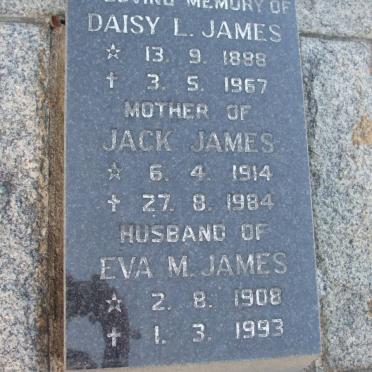 LOVING MEMORY OF
DAISY L. JAMES
☆ 13. 9. 1888
† 3. 5. 1967
MOTHER OF
JACK JAMES
☆ 6. 4. 1914
† 27. 8. 1984
HUSBAND OF
EVA M. JAMES
☆ 2. 8. 1908
† 1. 3. 1993